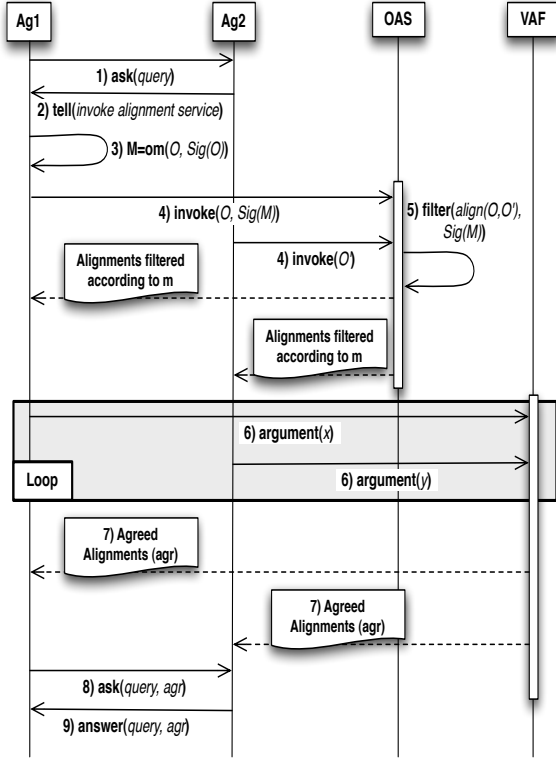 Ag1
Ag2
OAS
VAF
1) ask(query)
2) tell(invoke alignment service)
3) M=om(O, Sig(O))
4) invoke(O, Sig(M))
5) filter(align(O,O'),
Sig(M))
4) invoke(O')
Alignments filtered
according to m
Alignments filtered
according to m
6) argument(x)
Loop
6) argument(y)
7) Agreed
Alignments (agr)
7) Agreed
Alignments (agr)
8) ask(query, agr)
9) answer(query, agr)